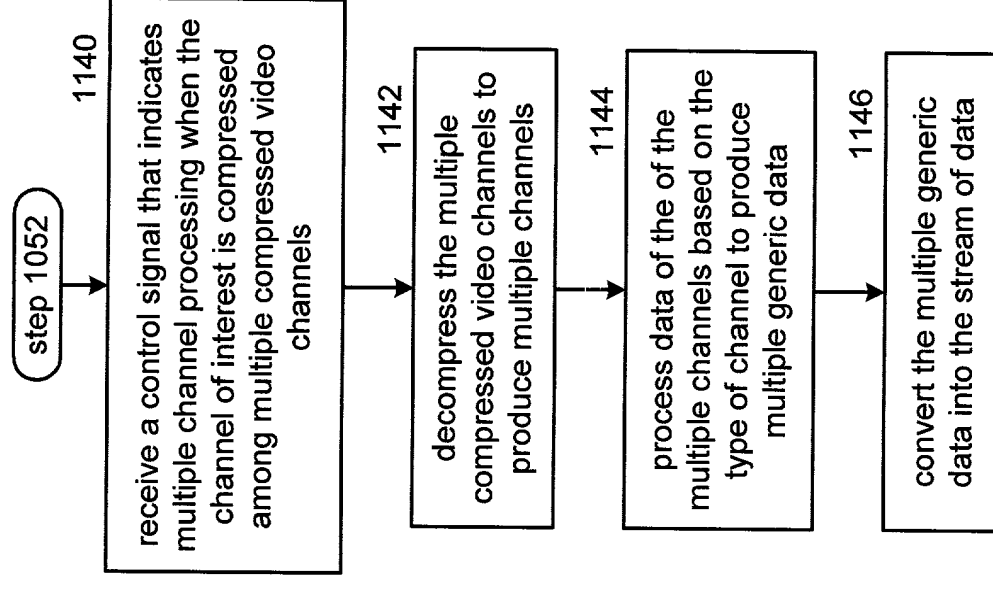 step 1052
1140
receive a control signal that indicates
multiple channel processing when the
channel of interest is compressed
among multiple compressed video
channels
1142
decompress the multiple
compressed video channels to
produce multiple channels
1144
process data of the of the
multiple channels based on the
type of channel to produce
multiple generic data
1146
convert the multiple generic
data into the stream of data